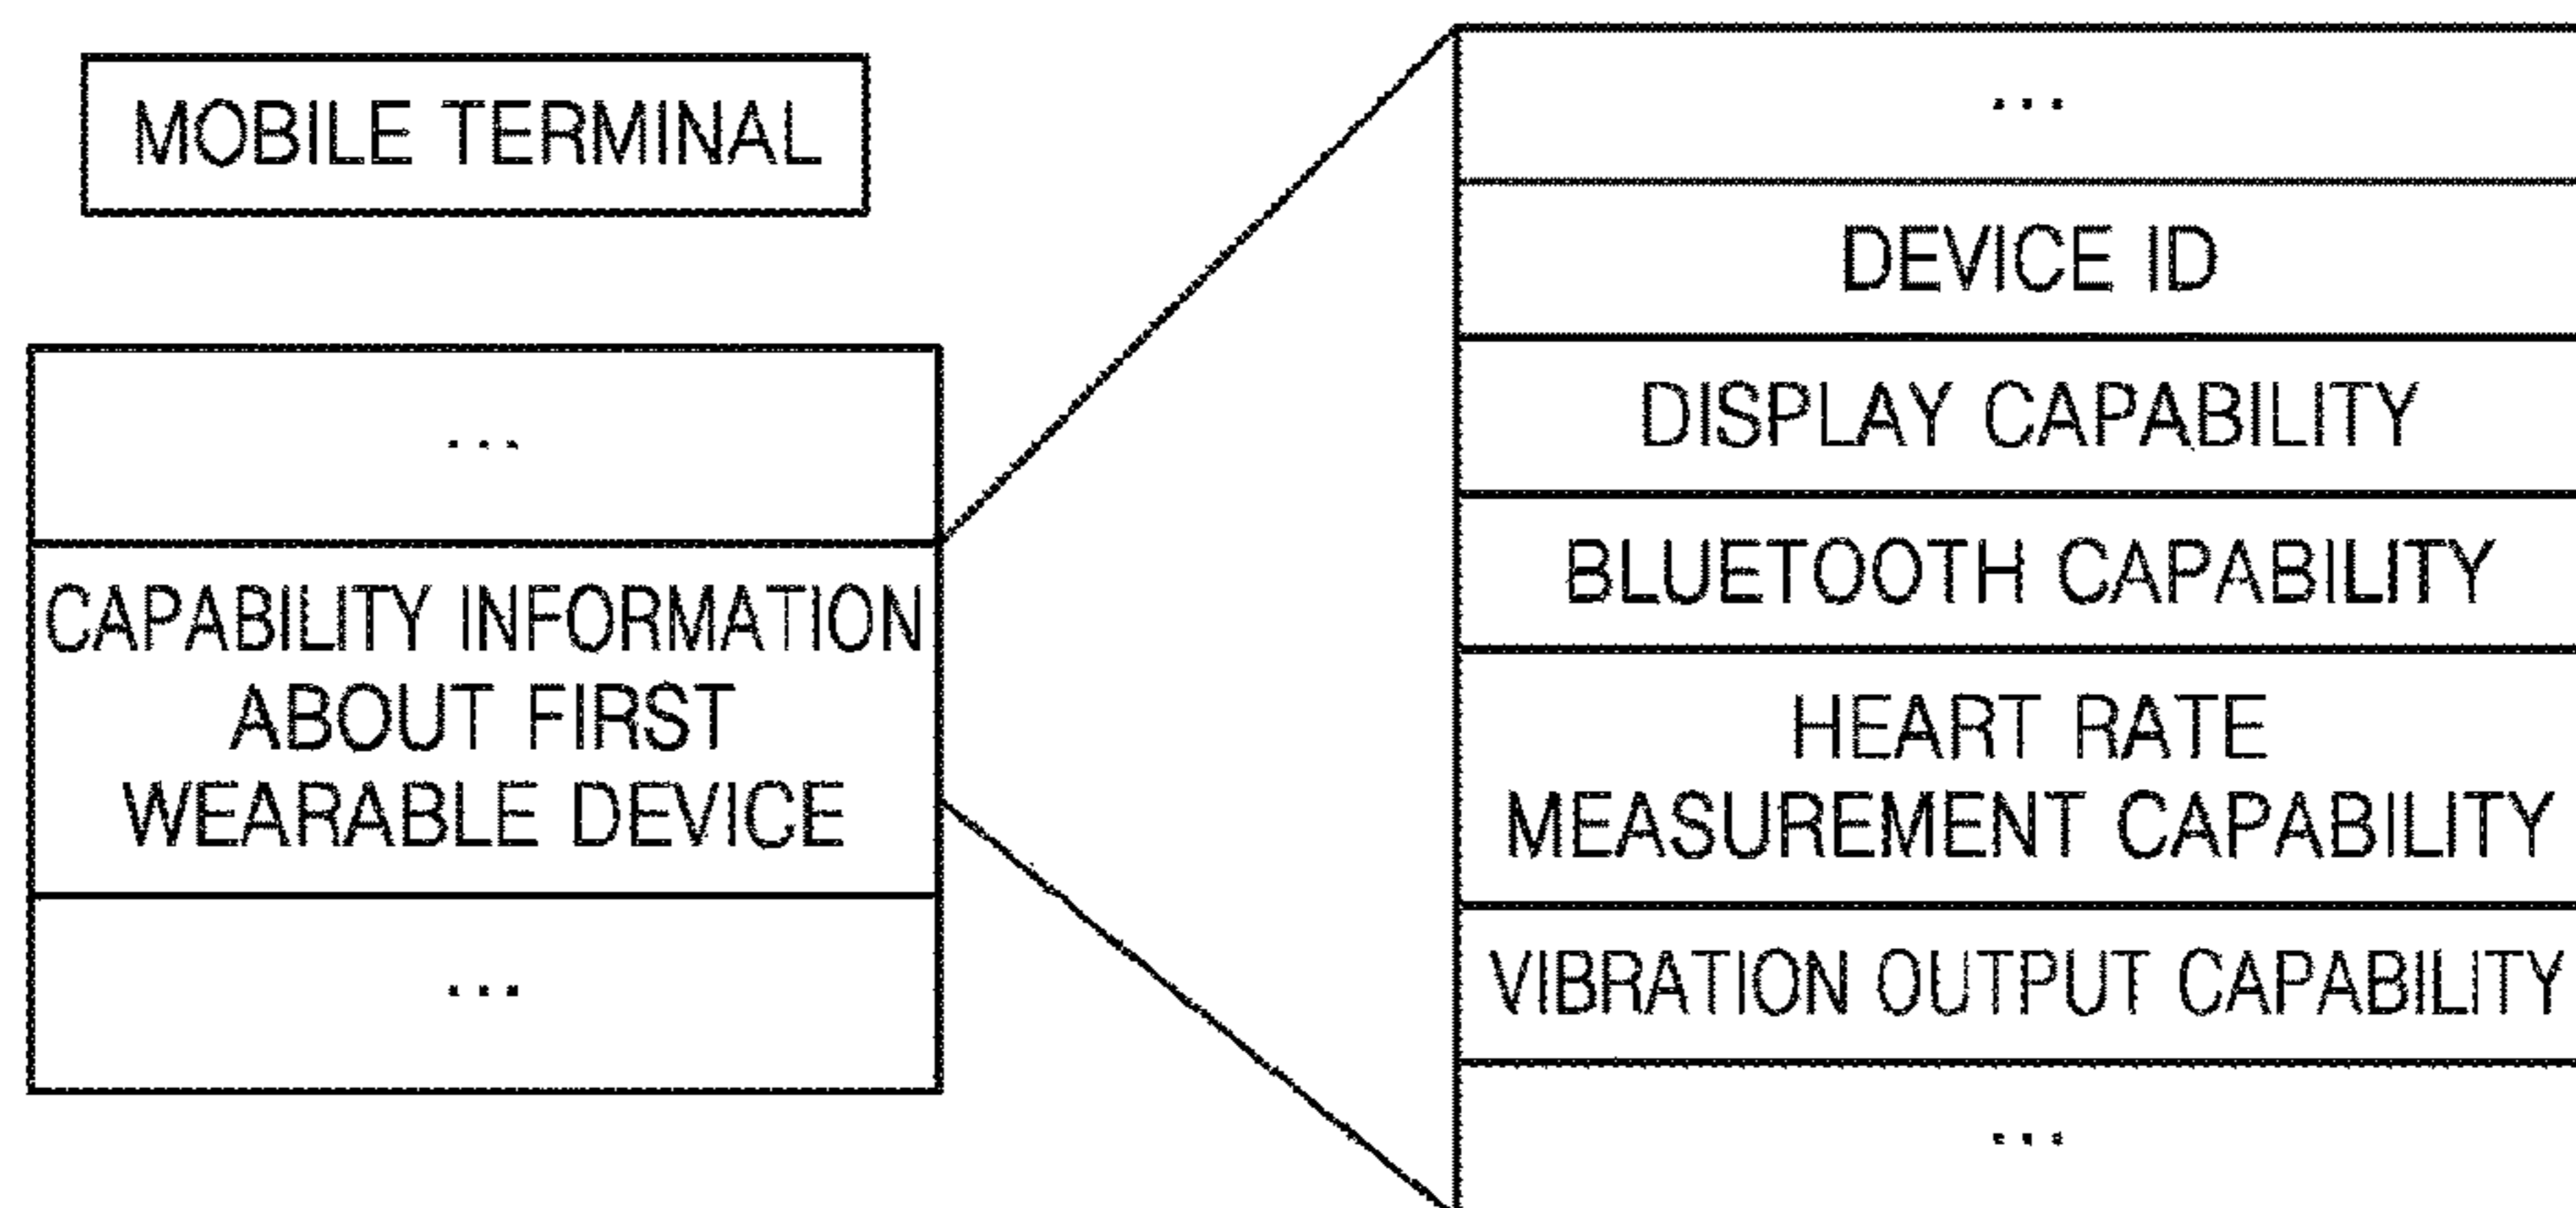 MOBILE TERMINAL
...
CAPABILITY INFORMATION
ABOUT FIRST
WEARABLE DEVICE
...
...
DEVICE ID
DISPLAY CAPABILITY
BLUETOOTH CAPABILITY
HEART RATE
MEASUREMENT CAPABILITY
VIBRATION OUTPUT CAPABILITY
...